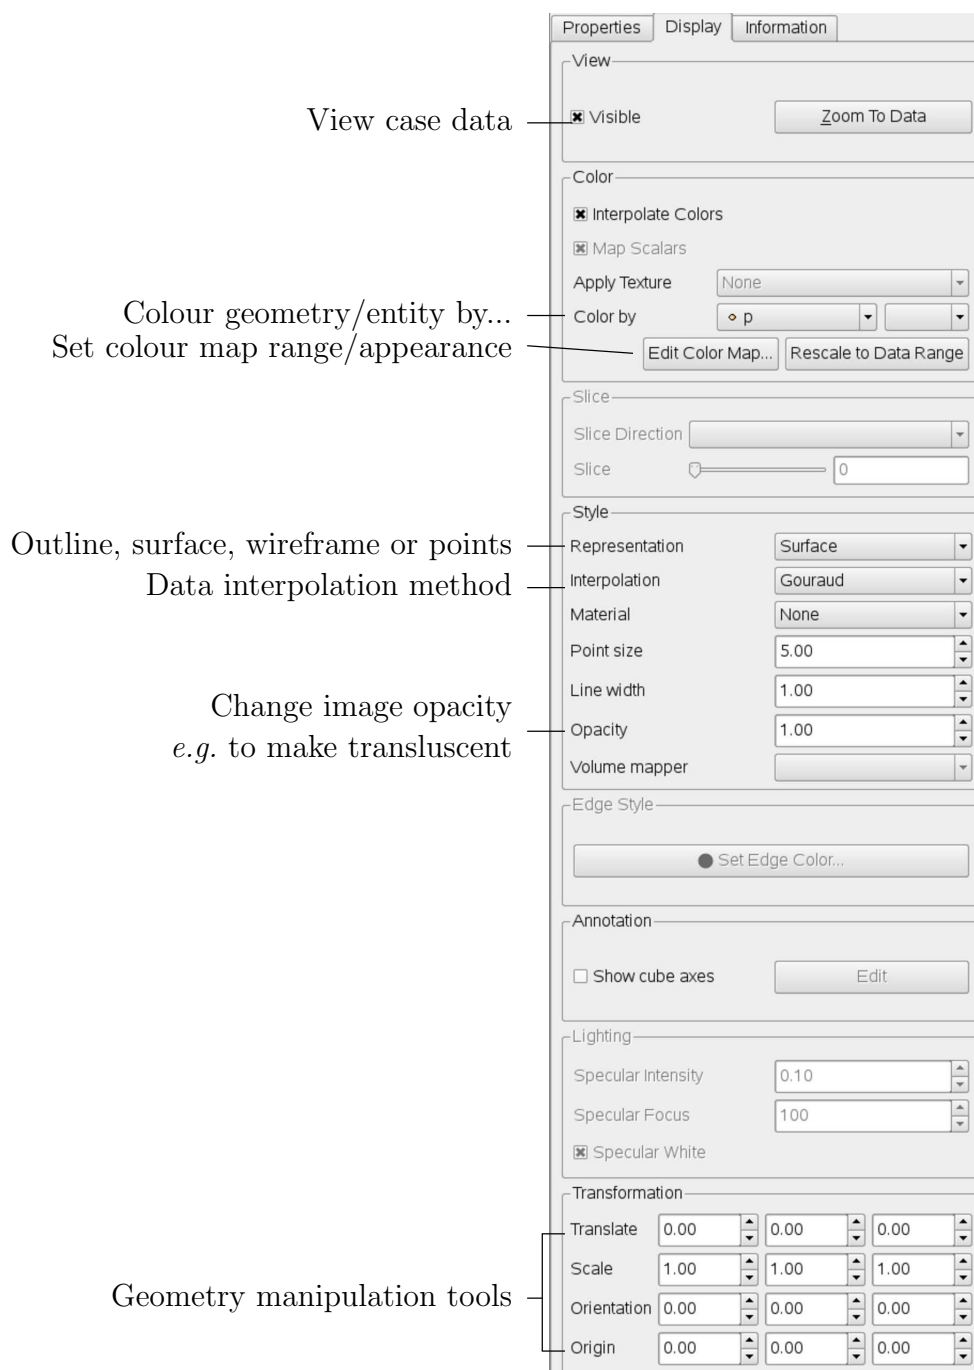 Properties Display Information
View
View case data Visible Zoom To Data
Color
Interpolate Colors
Map Scalars
Apply Texture None
Colour geometry/entity by... Color by p
Set colour map range/appearance Edit Color Map... Rescale to Data Range
Slice
Slice Direction
Slice 0
Style
Outline, surface, wireframe or points Representation Surface
Data interpolation method Interpolation Gouraud
Material None
Point size 5.00
Line width 1.00
Change image opacity
e.g. to make transluscent Opacity 1.00
Volume mapper
Edge Style
Set Edge Color...
Annotation
Show cube axes Edit
Lighting
Specular Intensity 0.10
Specular Focus 100
Specular White
Transformation
Translate 0.00 0.00 0.00
Scale 1.00 1.00 1.00
Geometry manipulation tools
Orientation 0.00 0.00 0.00
Origin 0.00 0.00 0.00